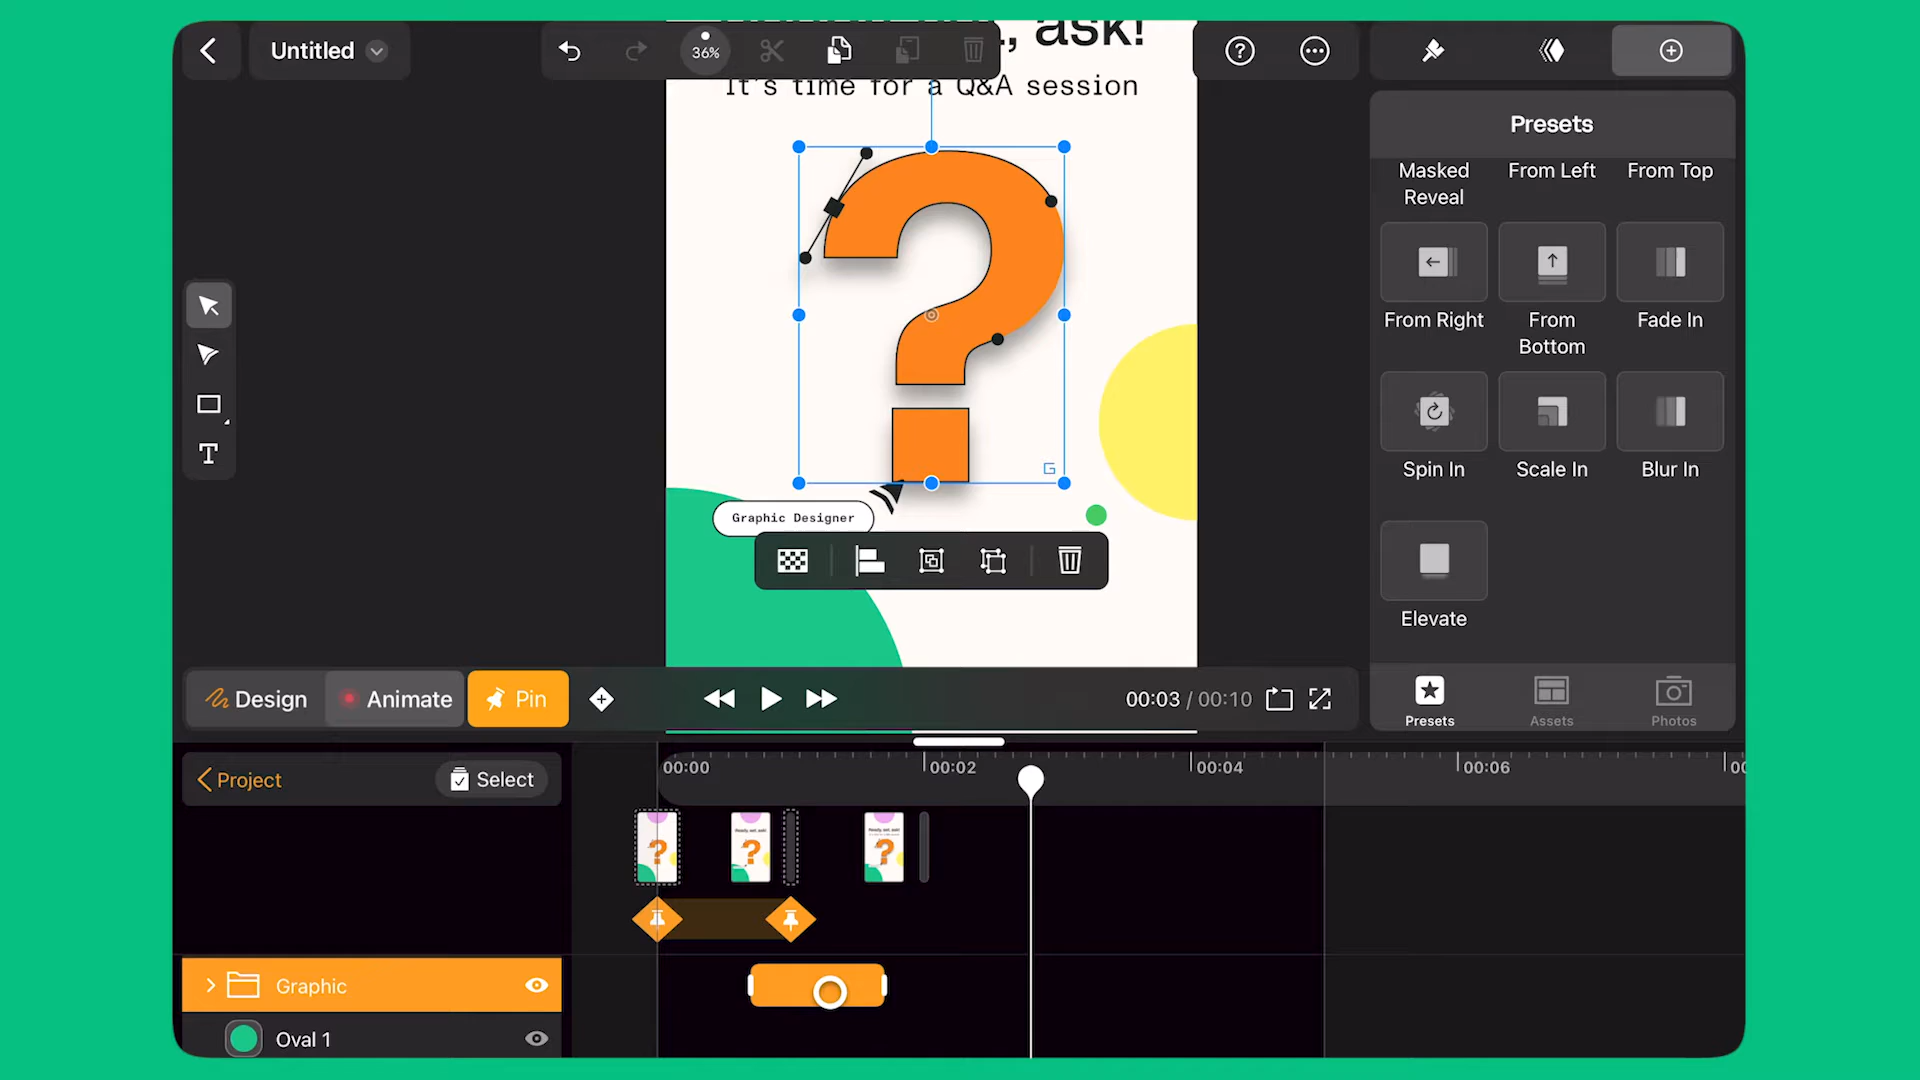 Untitled
36%
, ask!
It's time for a Q&A session
Graphic Designer
G
Presets
Masked Reveal
From Left
From Top
From Right
From Bottom
Fade In
Spin In
Scale In
Blur In
Elevate
Presets
Assets
Photos
Design
Animate
Pin
00:03 / 00:10
Project
Select
00:00
00:02
00:04
00:06
Graphic
Oval 1